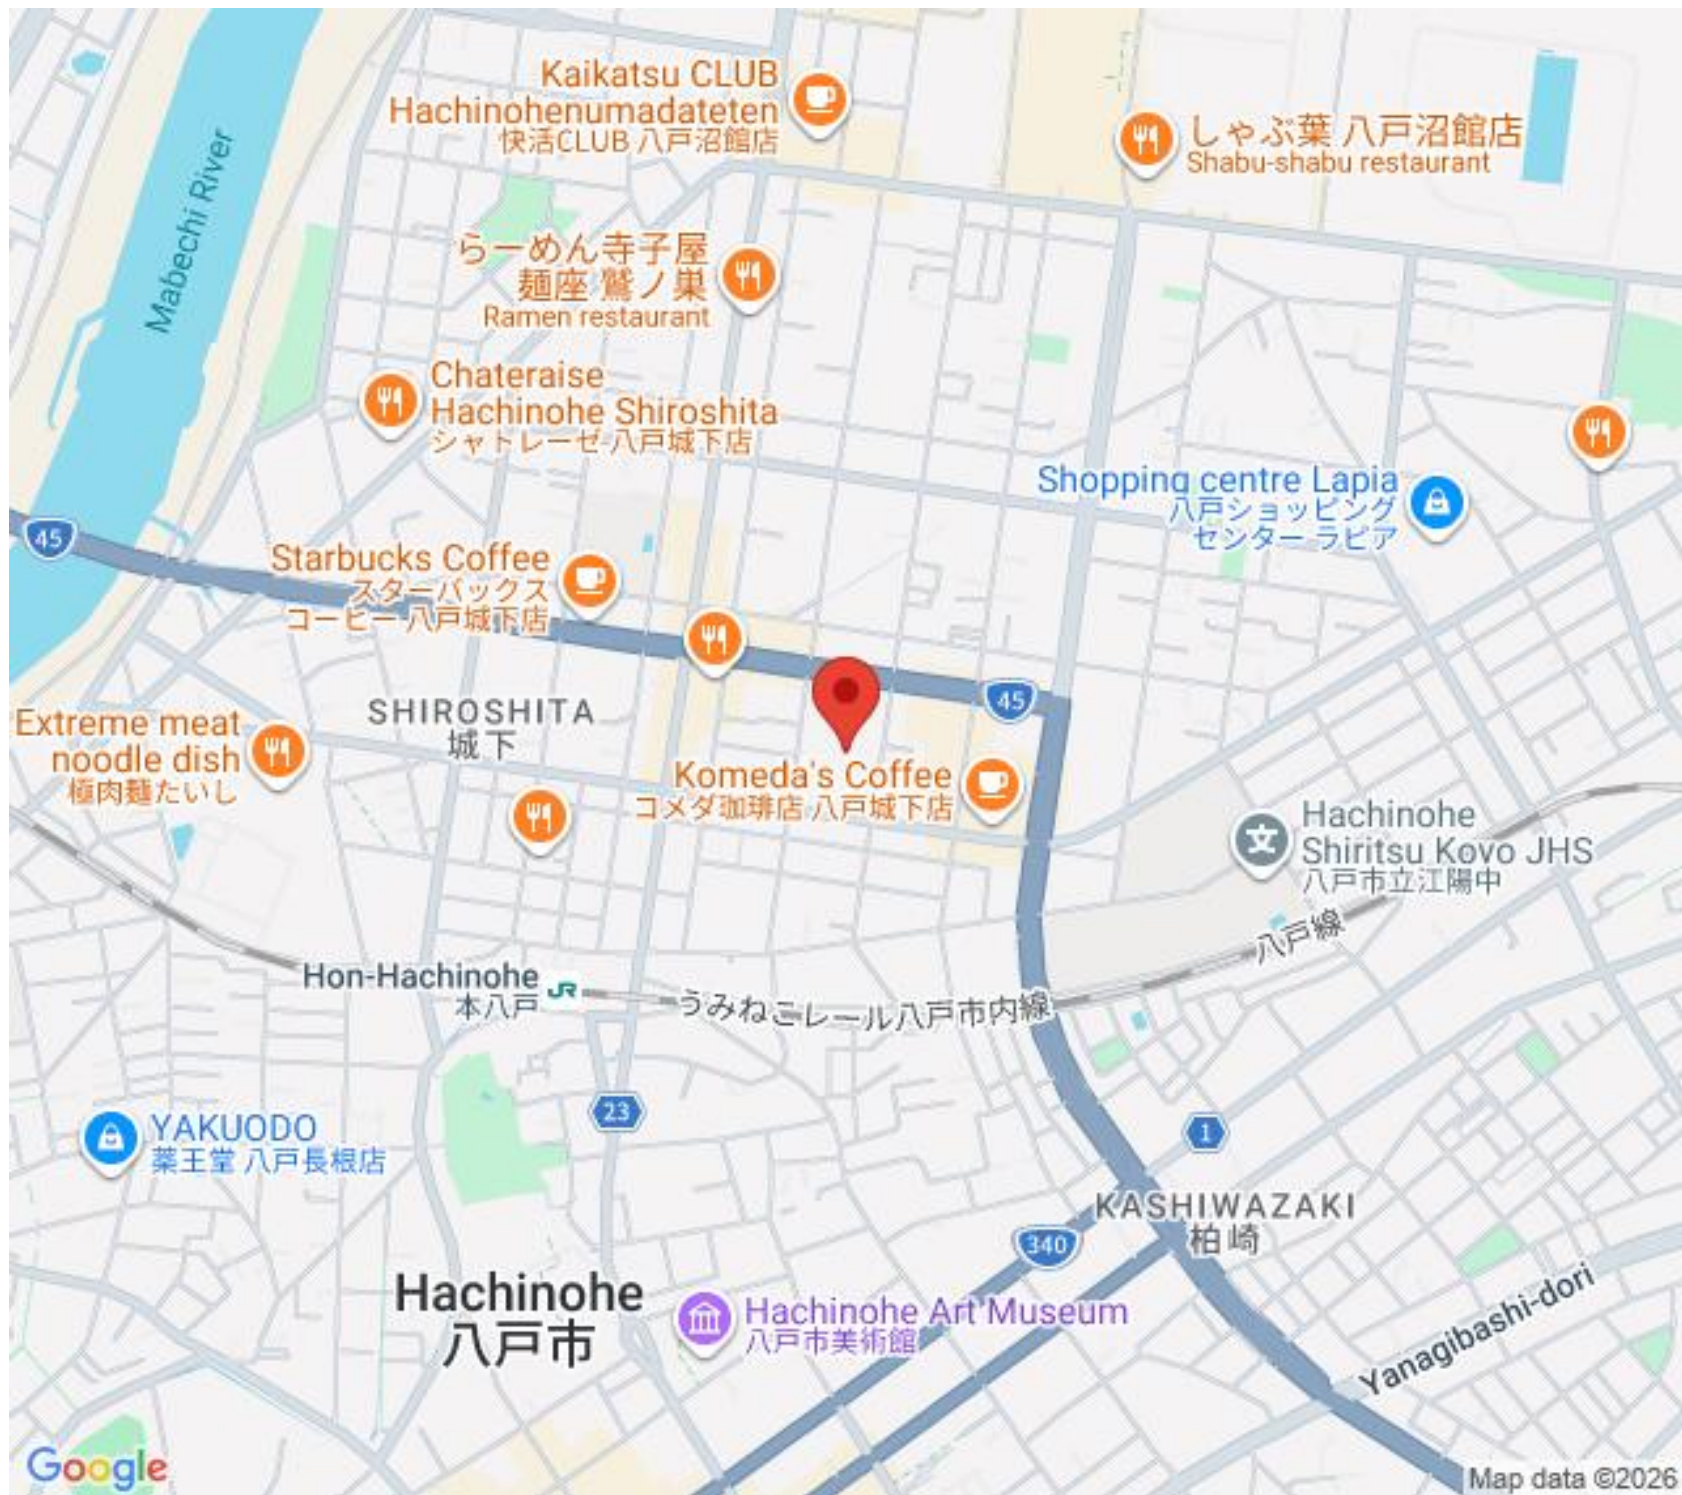 Kaikatsu CLUB
Hachinohenumadateten
快活CLUB 八戸沼館店
しゃぶ葉 八戸沼館店
Shabu-shabu restaurant
Mabechi River
らーめん寺子屋
麺座 鷲ノ巣
Ramen restaurant
Chateraise
Hachinohe Shiroshita
シャトレーゼ 八戸城下店
Shopping centre Lapia
八戸ショッピング
センター ラピア
45
Starbucks Coffee
スターバックス
コーヒー 八戸城下店
45
SHIROSHITA
城下
Extreme meat
noodle dish
極肉麺たいし
Komeda's Coffee
コメダ珈琲店 八戸城下店
文
Hachinohe
Shiritsu Koyo JHS
八戸市立江陽中
八戸線
Hon-Hachinohe
本八戸
JR
うみねこレール八戸市内線
23
1
YAKUODO
薬王堂 八戸長根店
KASHIWAZAKI
柏崎
340
Hachinohe
八戸市
Hachinohe Art Museum
八戸市美術館
Yanagibashi-dori
Google
Map data ©2026